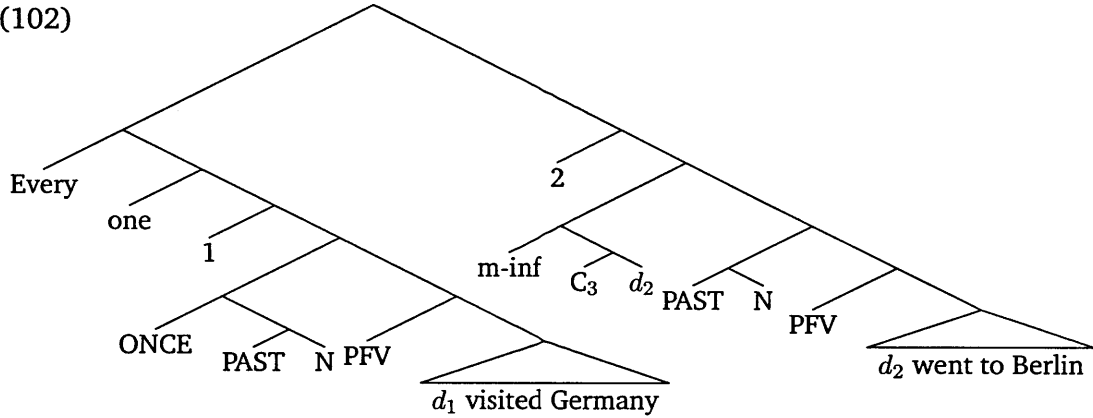 (102)
Every
one
1
ONCE
PAST
N
PFV
d₁ visited Germany
2
m-inf
C₃
d₂
PAST
N
PFV
d₂ went to Berlin